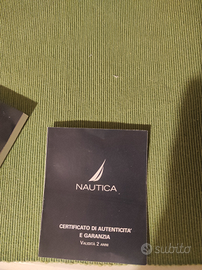 NAUTICA
CERTIFICATO DI AUTENTICITA'
E GARANZIA
VALIDITÀ 2 ANNI
subito